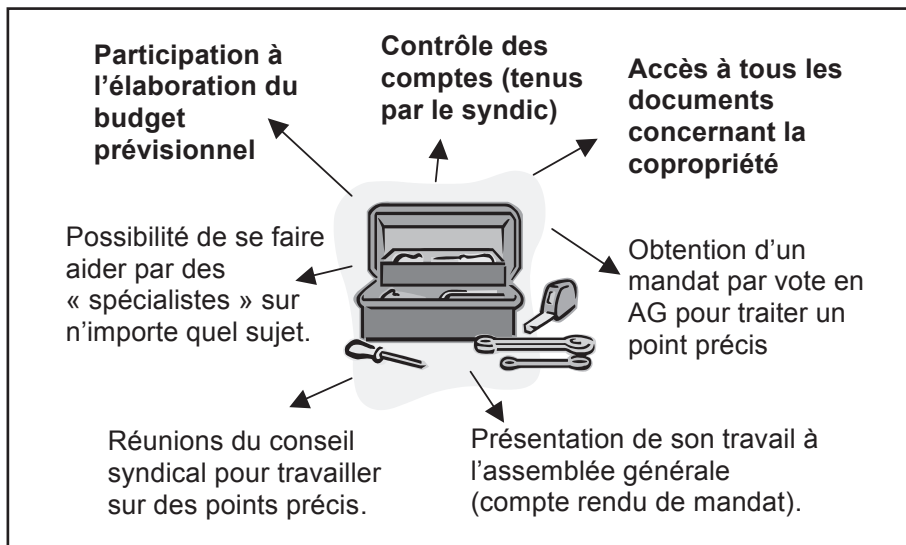 Participation à
l’élaboration du
budget
prévisionnel
Contrôle des
comptes (tenus
par le syndic)
Accès à tous les
documents
concernant la
copropriété
Possibilité de se faire
aider par des
« spécialistes » sur
n’importe quel sujet.
Obtention d’un
mandat par vote en
AG pour traiter un
point précis
Réunions du conseil
syndical pour travailler
sur des points précis.
Présentation de son travail à
l’assemblée générale
(compte rendu de mandat).